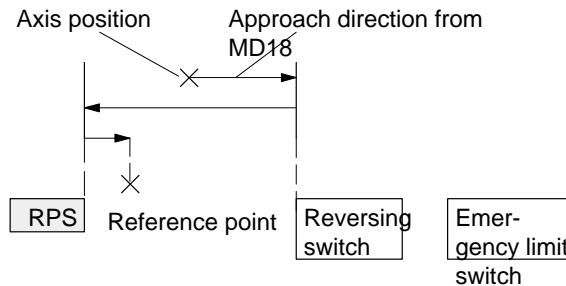 Axis position
Approach direction from
MD18
RPS
Reference point
Reversing
switch
Emer-
gency limit
switch